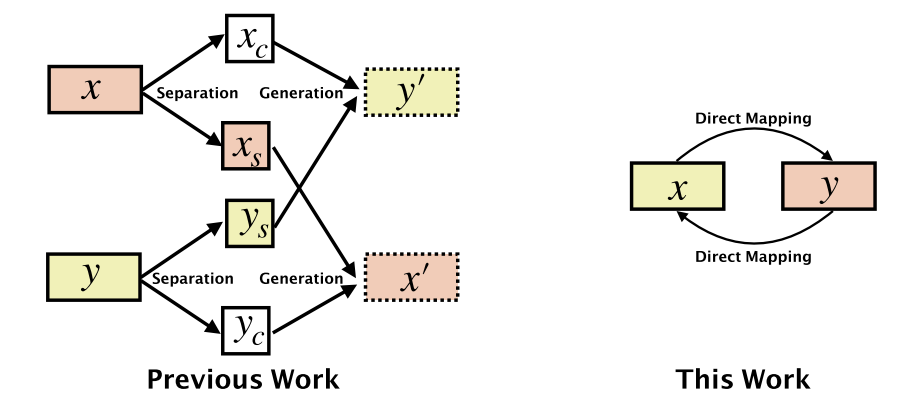 x
Separation
x_c
x_s
Generation
y′
y
Separation
y_s
y_c
Generation
x′
Previous Work
Direct Mapping
x
y
Direct Mapping
This Work